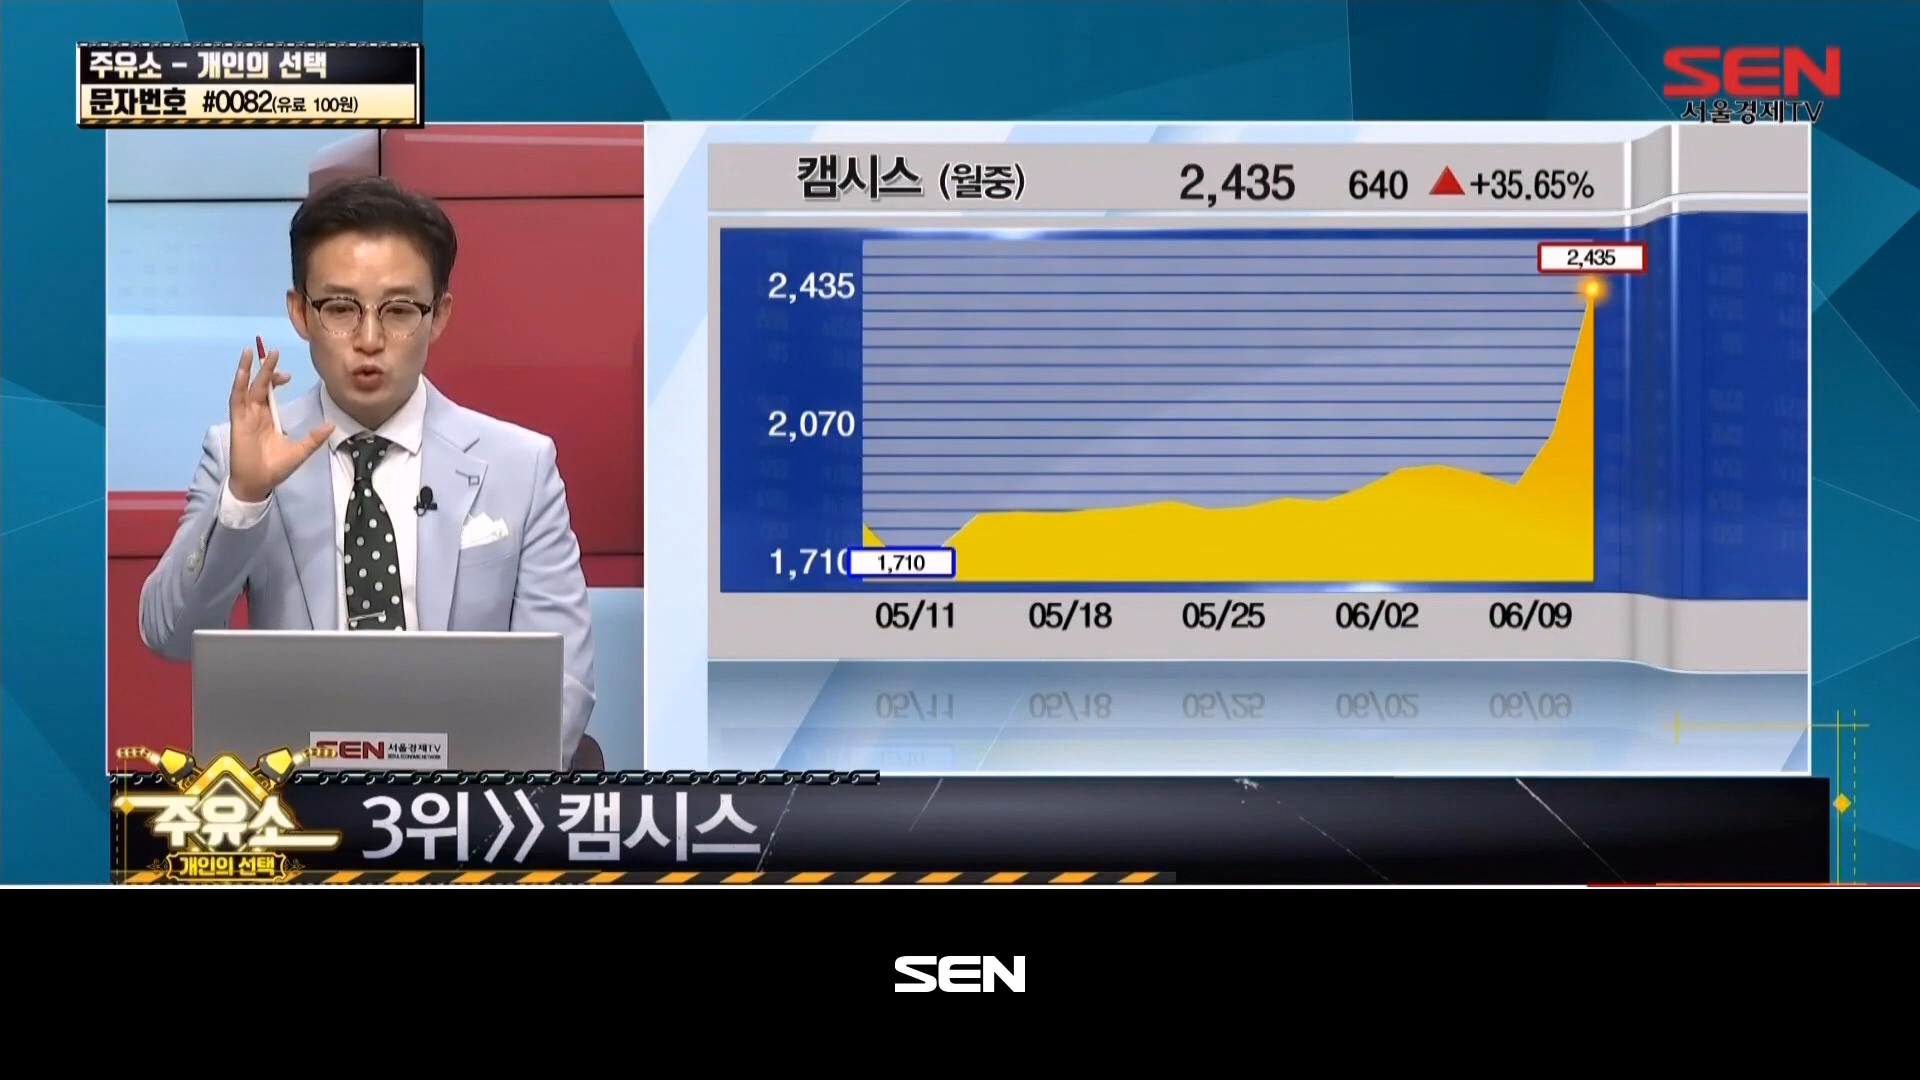 주유소 - 개인의 선택
문자번호 #0082(유료 100원)
SEN
서울경제TV
캠시스 (월중) 2,435 640 ▲+35.65%
2,435
2,435
2,070
1,710
1,710
05/11 05/18 05/25 06/02 06/09
SEN 서울경제TV
주유소
개인의 선택
3위>>캠시스
SEN